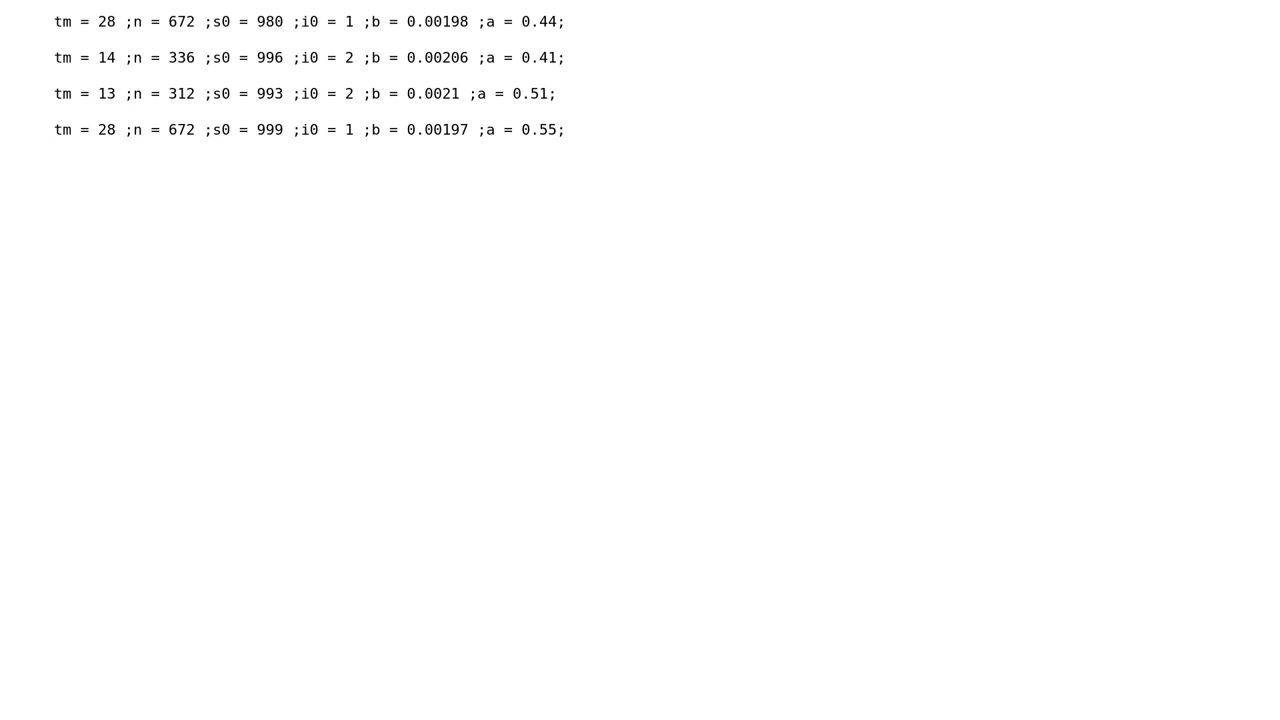 tm = 28 ;n = 672 ;s0 = 980 ;i0 = 1 ;b = 0.00198 ;a = 0.44;
tm = 14 ;n = 336 ;s0 = 996 ;i0 = 2 ;b = 0.00206 ;a = 0.41;
tm = 13 ;n = 312 ;s0 = 993 ;i0 = 2 ;b = 0.0021 ;a = 0.51;
tm = 28 ;n = 672 ;s0 = 999 ;i0 = 1 ;b = 0.00197 ;a = 0.55;